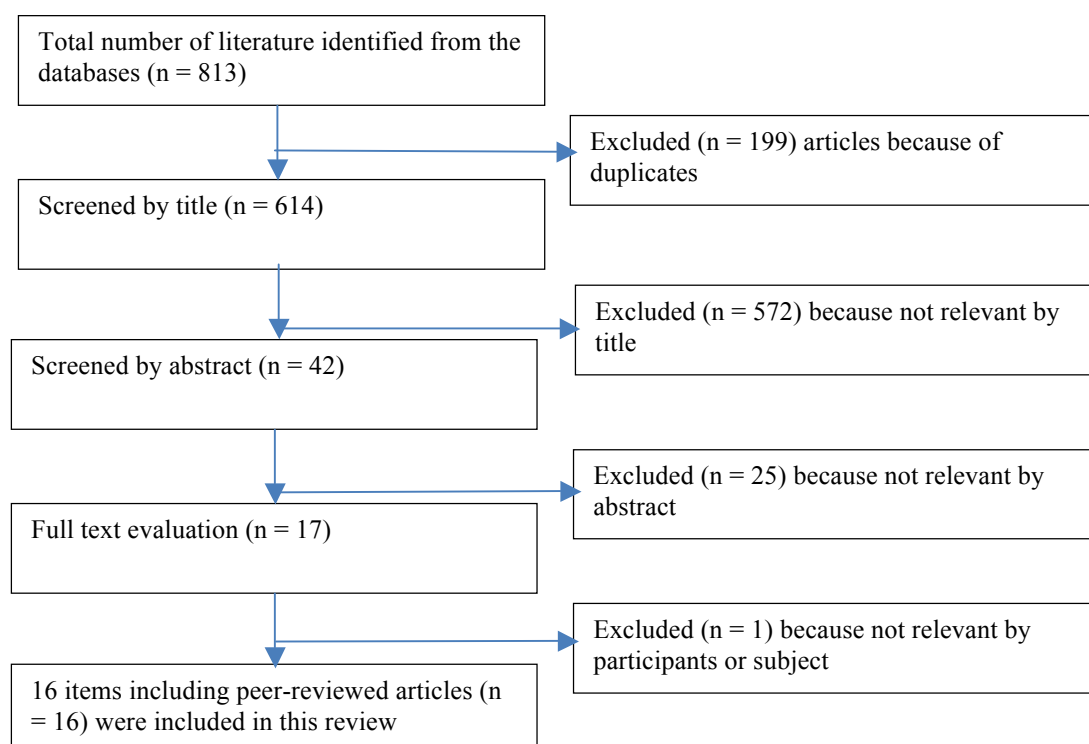 Total number of literature identified from the
databases (n = 813)
Excluded (n = 199) articles because of
duplicates
Screened by title (n = 614)
Excluded (n = 572) because not relevant by
title
Screened by abstract (n = 42)
Excluded (n = 25) because not relevant by
abstract
Full text evaluation (n = 17)
Excluded (n = 1) because not relevant by
participants or subject
16 items including peer-reviewed articles (n
= 16) were included in this review